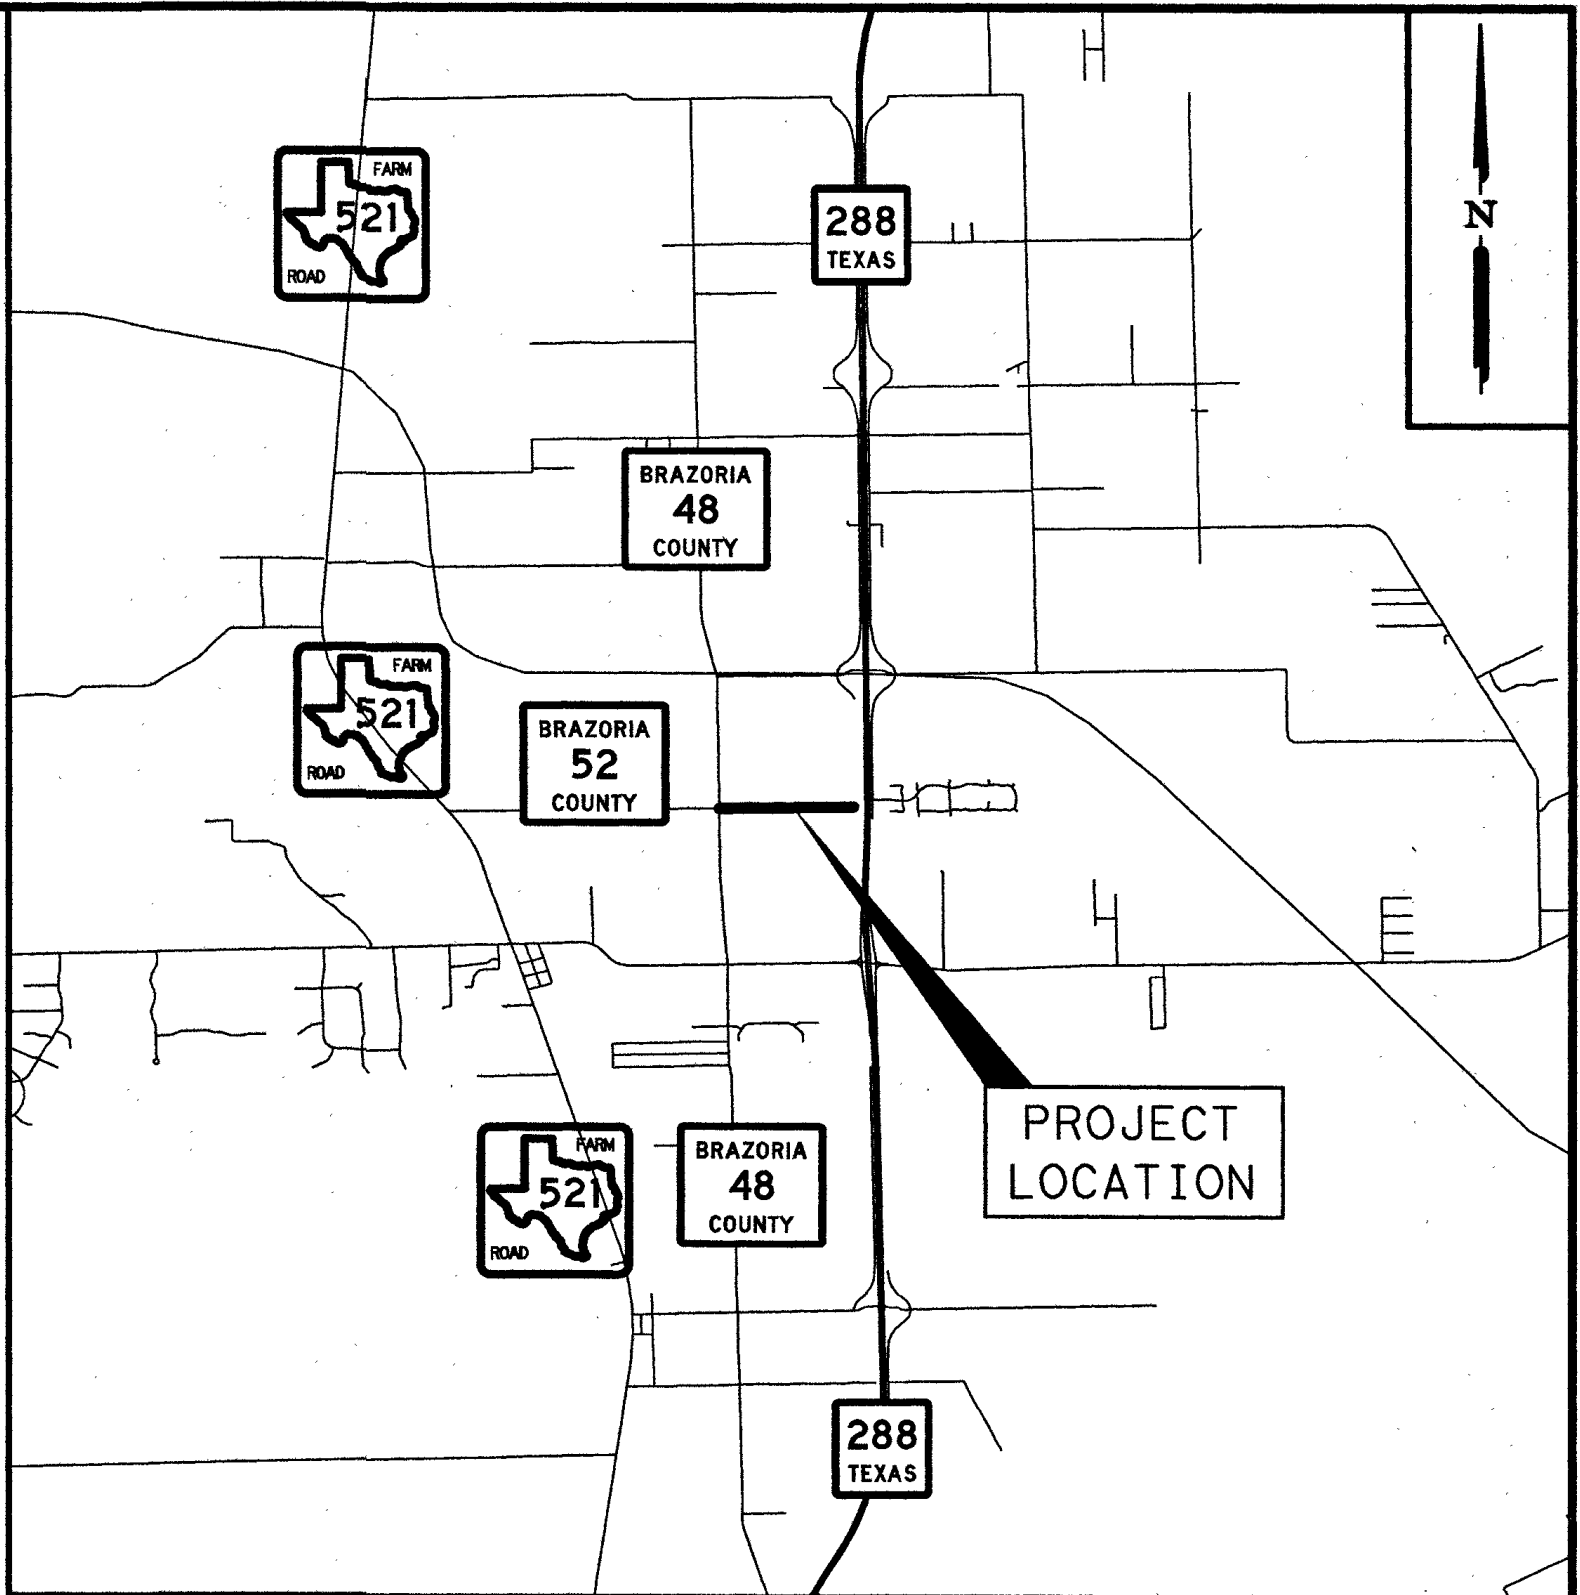 N
FARM
521
ROAD
288
TEXAS
BRAZORIA
48
COUNTY
FARM
521
ROAD
BRAZORIA
52
COUNTY
PROJECT
LOCATION
FARM
521
ROAD
BRAZORIA
48
COUNTY
288
TEXAS